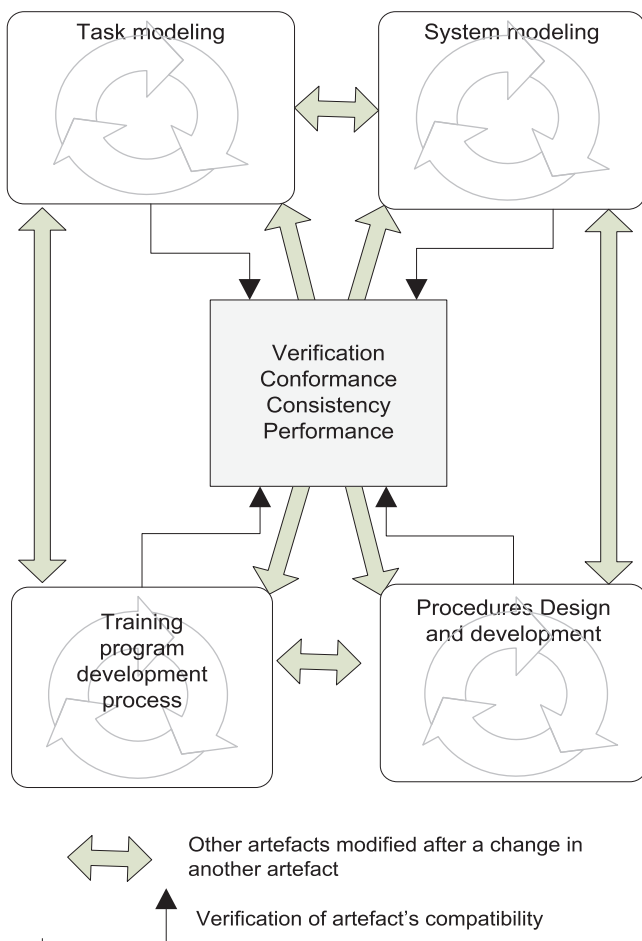 Task modeling
System modeling
Verification
Conformance
Consistency
Performance
Training
program
development
process
Procedures Design
and development
Other artefacts modified after a change in
another artefact
Verification of artefact's compatibility